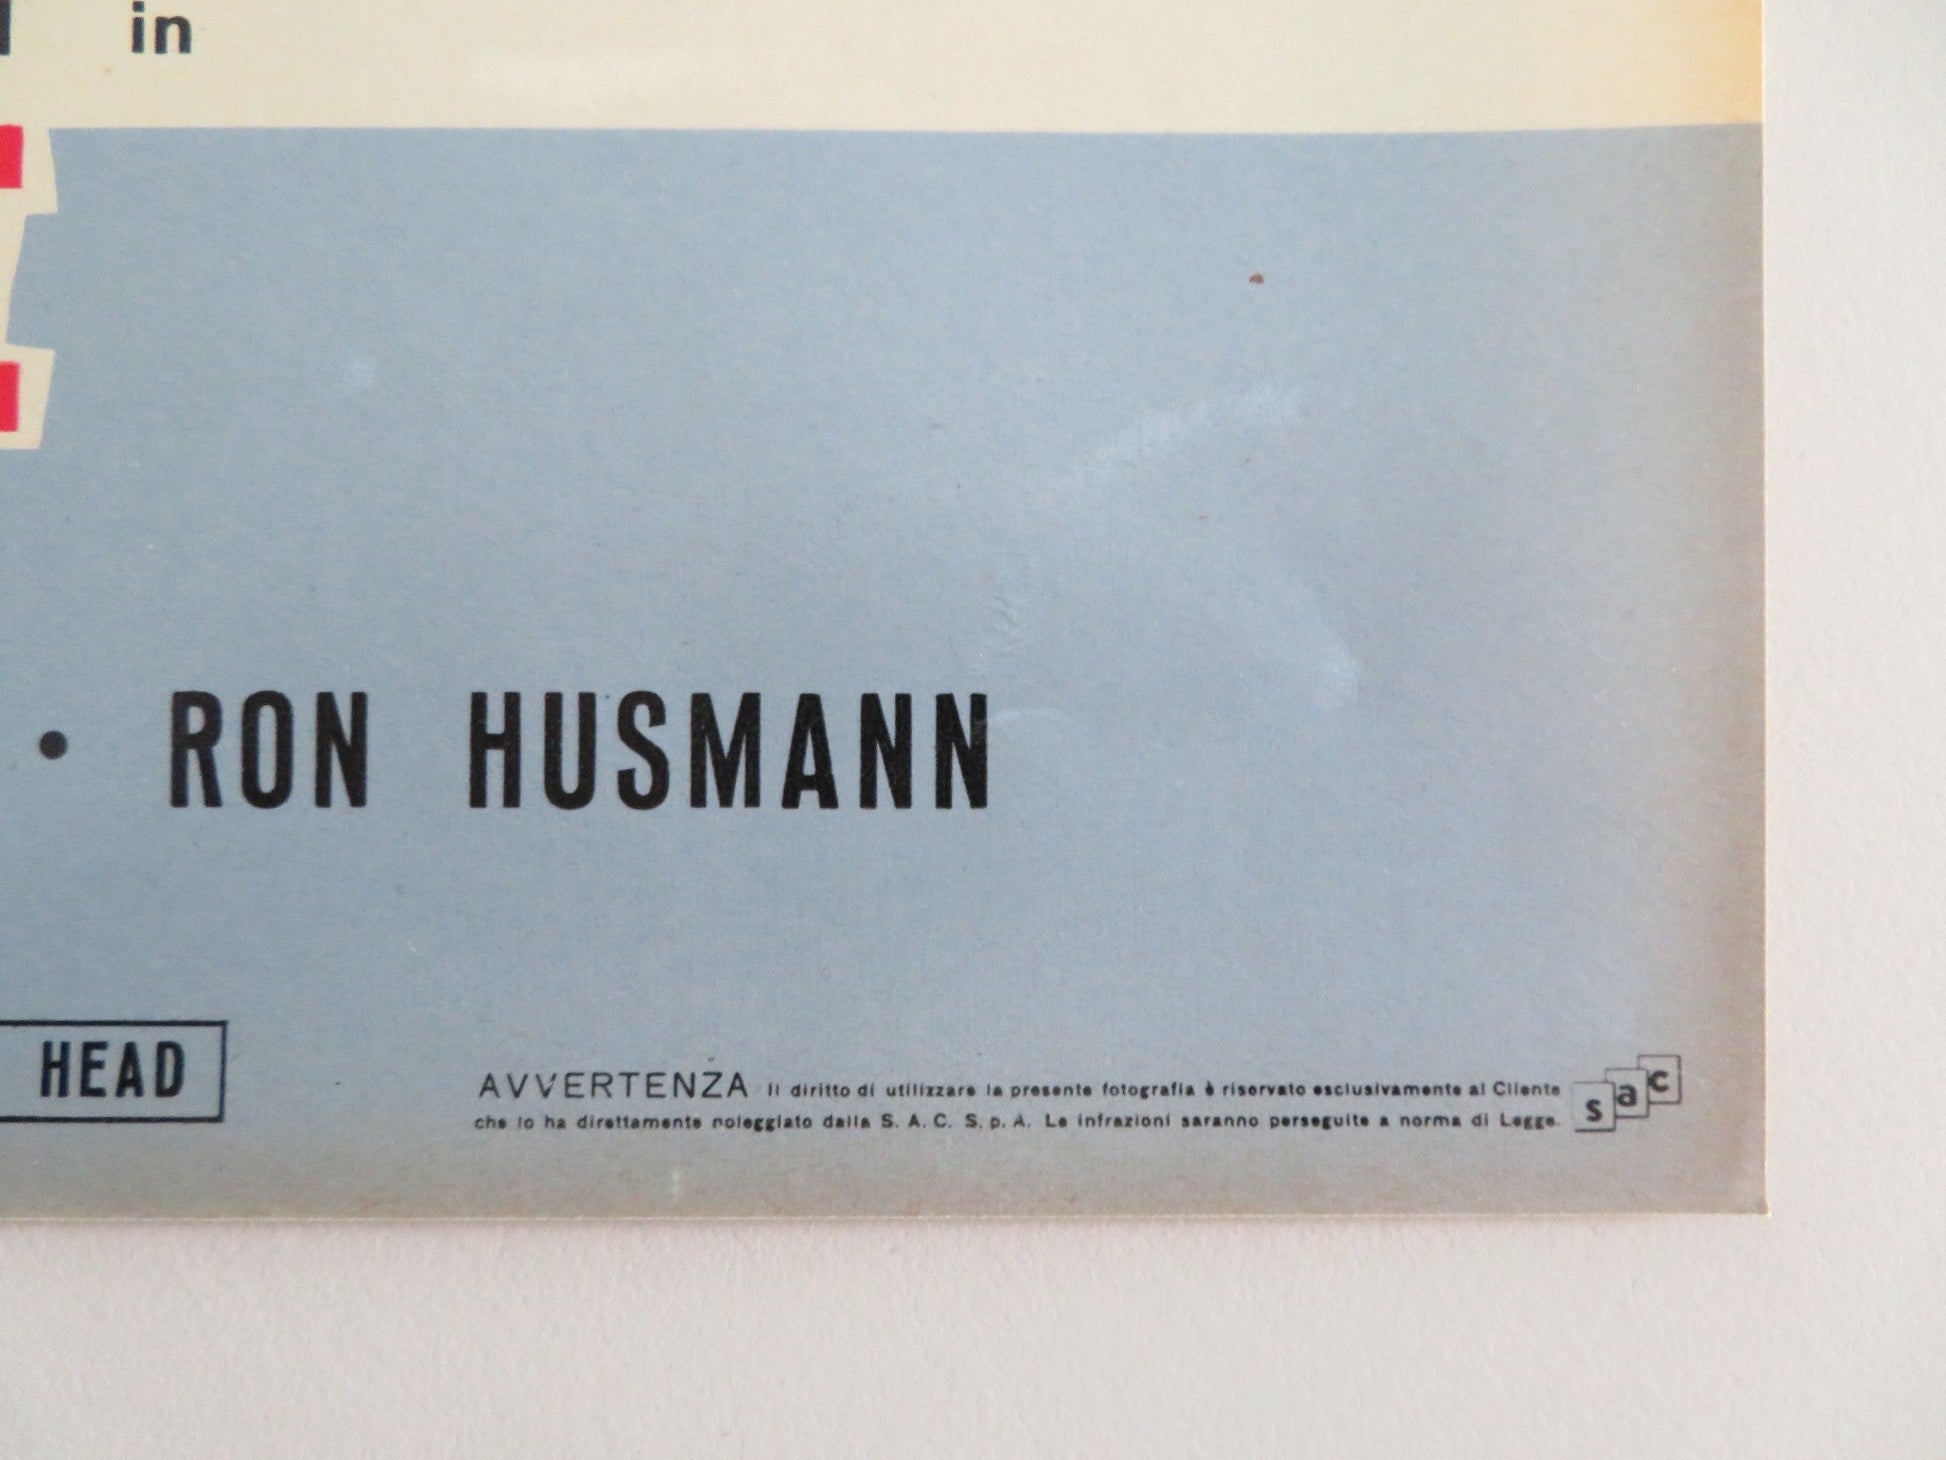 in
• RON HUSMANN
HEAD
AVVERTENZA Il diritto di utilizzare la presente fotografia è riservato esclusivamente al Cliente
che lo ha direttamente noleggiato dalla S. A. C. S. p. A. Le infrazioni saranno perseguite a norma di Legge.
sac